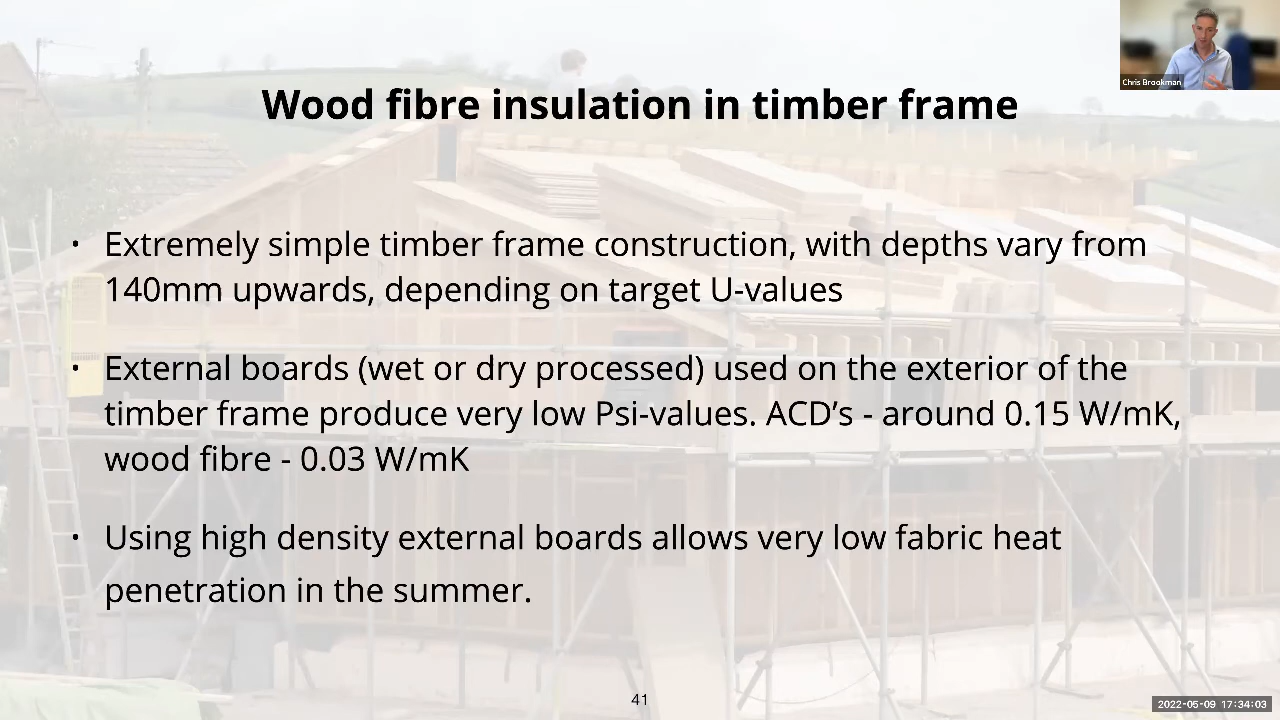 Chris Brookman
Wood fibre insulation in timber frame
• Extremely simple timber frame construction, with depths vary from
140mm upwards, depending on target U-values
• External boards (wet or dry processed) used on the exterior of the
timber frame produce very low Psi-values. ACD’s - around 0.15 W/mK,
wood fibre - 0.03 W/mK
• Using high density external boards allows very low fabric heat
penetration in the summer.
41
2022-05-09 17:34:03